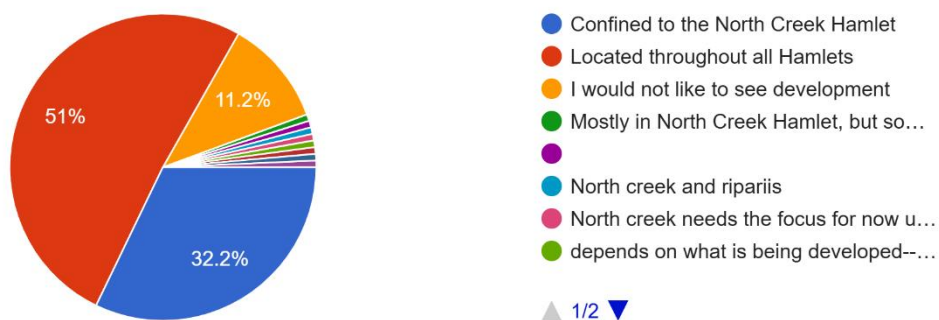 51%
11.2%
32.2%
Confined to the North Creek Hamlet
Located throughout all Hamlets
I would not like to see development
Mostly in North Creek Hamlet, but so…
North creek and ripariis
North creek needs the focus for now u…
depends on what is being developed--…
1/2